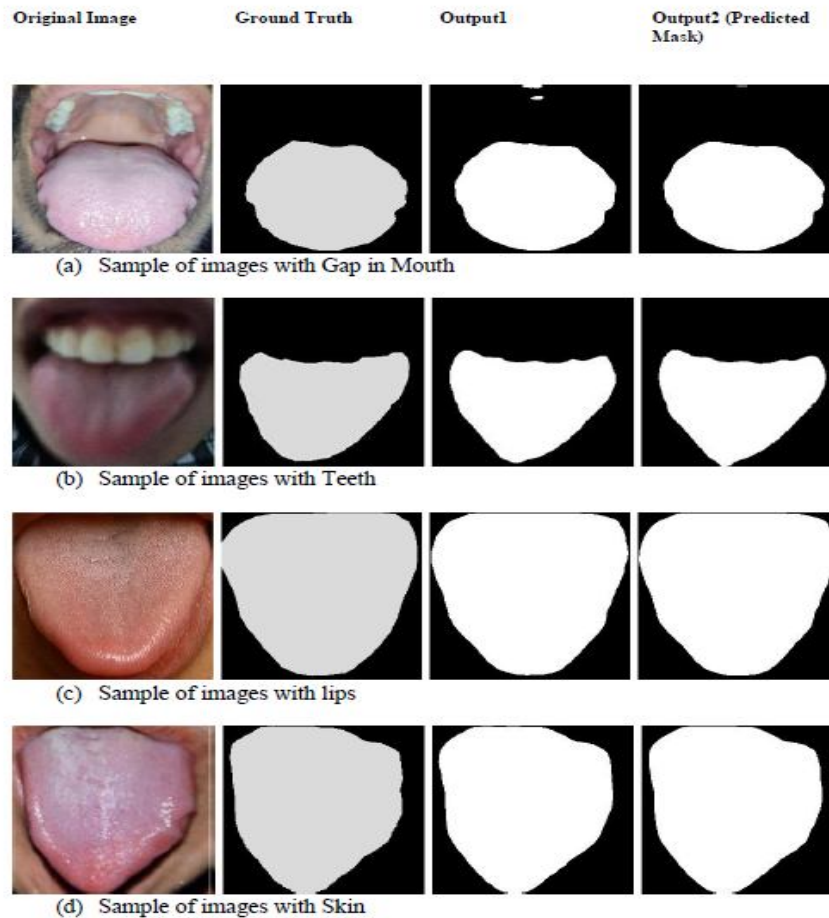 Original Image Ground Truth Output1 Output2 (Predicted
Mask)
(a) Sample of images with Gap in Mouth
(b) Sample of images with Teeth
(c) Sample of images with lips
(d) Sample of images with Skin